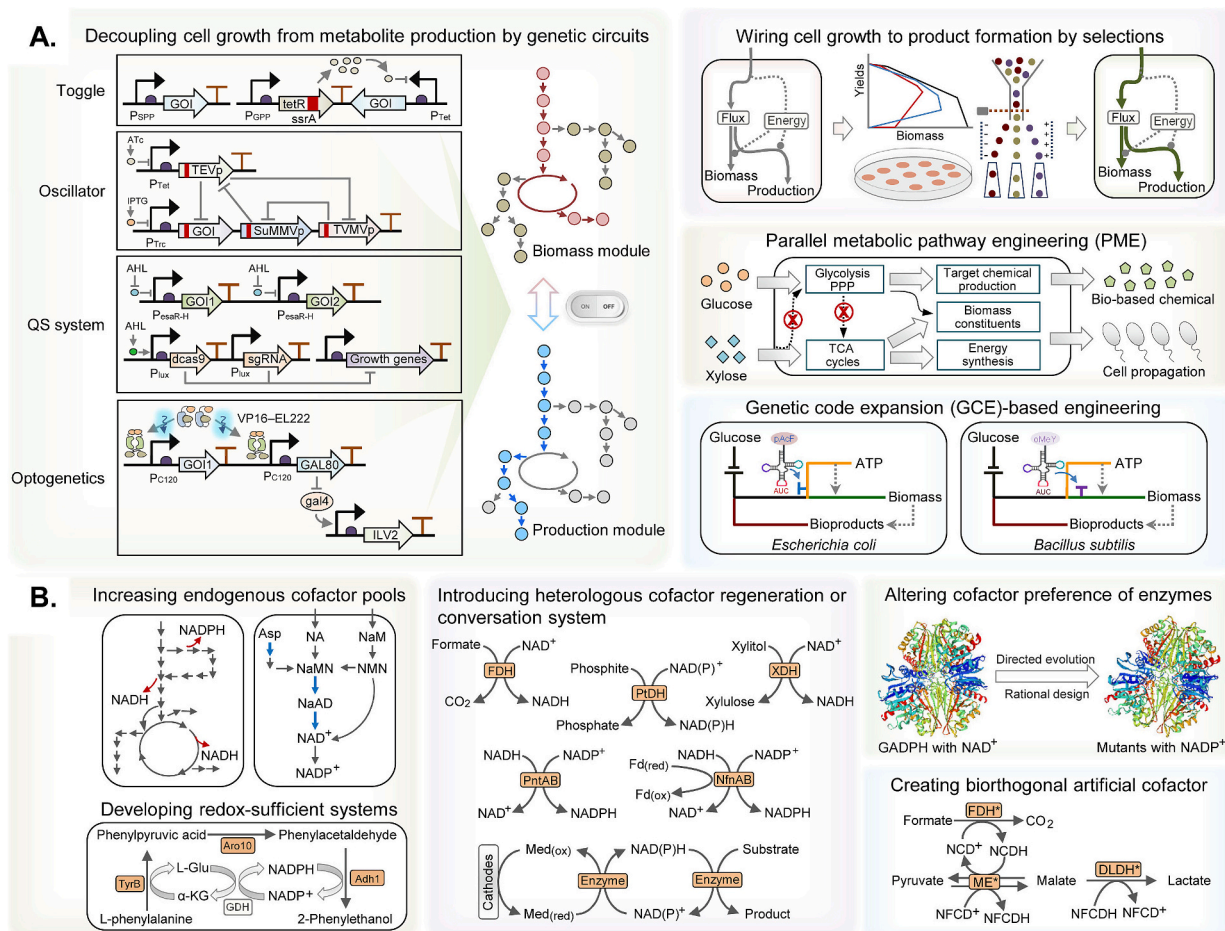 A.
Decoupling cell growth from metabolite production by genetic circuits
Toggle
PSPP
GOI
PGPP
tetR
ssrA
GOI
PTet
Oscillator
ATc
PTet
TEVp
IPTG
PTrc
GOI
SuMMVp
TVMVp
QS system
AHL
PesaR-H
GOI1
AHL
PesaR-H
GOI2
AHL
Plux
dcas9
Plux
sgRNA
Growth genes
Optogenetics
VP16–EL222
PC120
GOI1
PC120
GAL80
gal4
ILV2
Biomass module
ON OFF
Production module
Wiring cell growth to product formation by selections
Flux
Energy
Biomass
Production
Yields
Biomass
Flux
Energy
Biomass
Production
Parallel metabolic pathway engineering (PME)
Glucose
Xylose
Glycolysis
PPP
TCA
cycles
Target chemical
production
Biomass
constituents
Energy
synthesis
Bio-based chemical
Cell propagation
Genetic code expansion (GCE)-based engineering
Glucose
pAcF
AUC
ATP
Biomass
Bioproducts
Escherichia coli
Glucose
oMeY
AUC
ATP
Biomass
Bioproducts
Bacillus subtilis
B.
Increasing endogenous cofactor pools
NADPH
NADH
NADH
Asp
NA
NaM
NaMN
NMN
NaAD
NAD+
NADP+
Developing redox-sufficient systems
Phenylpyruvic acid
Aro10
Phenylacetaldehyde
TyrB
L-Glu
α-KG
GDH
NADPH
NADP+
Adh1
L-phenylalanine
2-Phenylethanol
Introducing heterologous cofactor regeneration or
conversation system
Formate
NAD+
FDH
CO2
NADH
Phosphite
NAD(P)+
PtDH
Phosphate
NAD(P)H
Xylitol
NAD+
XDH
Xylulose
NADH
NADH
NADP+
PntAB
NAD+
NADPH
Fd(red)
Fd(ox)
NADH
NADP+
NfnAB
NAD+
NADPH
Cathodes
Med(ox)
Med(red)
Enzyme
NAD(P)H
NAD(P)+
Enzyme
Substrate
Product
Altering cofactor preference of enzymes
Directed evolution
Rational design
GADPH with NAD+
Mutants with NADP+
Creating biorthogonal artificial cofactor
FDH*
Formate
CO2
NCD+
NCDH
Pyruvate
ME*
Malate
DLDH*
Lactate
NFCD+
NFCDH
NFCDH
NFCD+